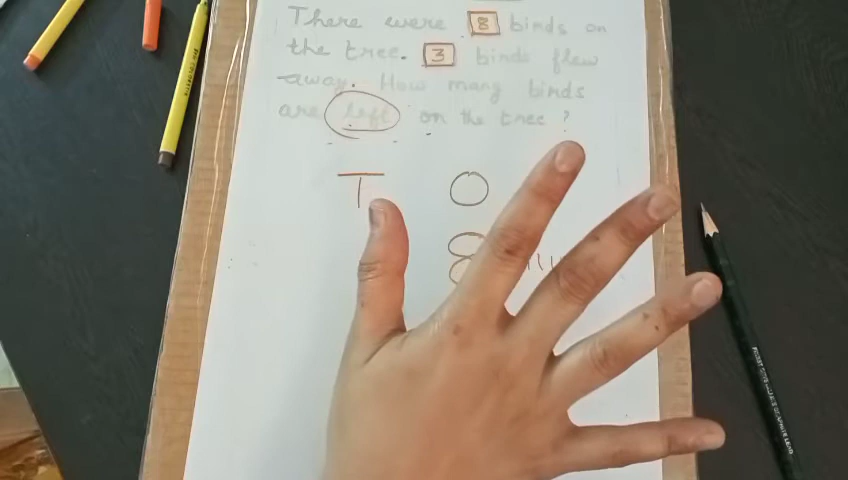 There were 8 birds on
the tree. 3 birds flew
away. How many birds
are left on the tree ?
T O
8